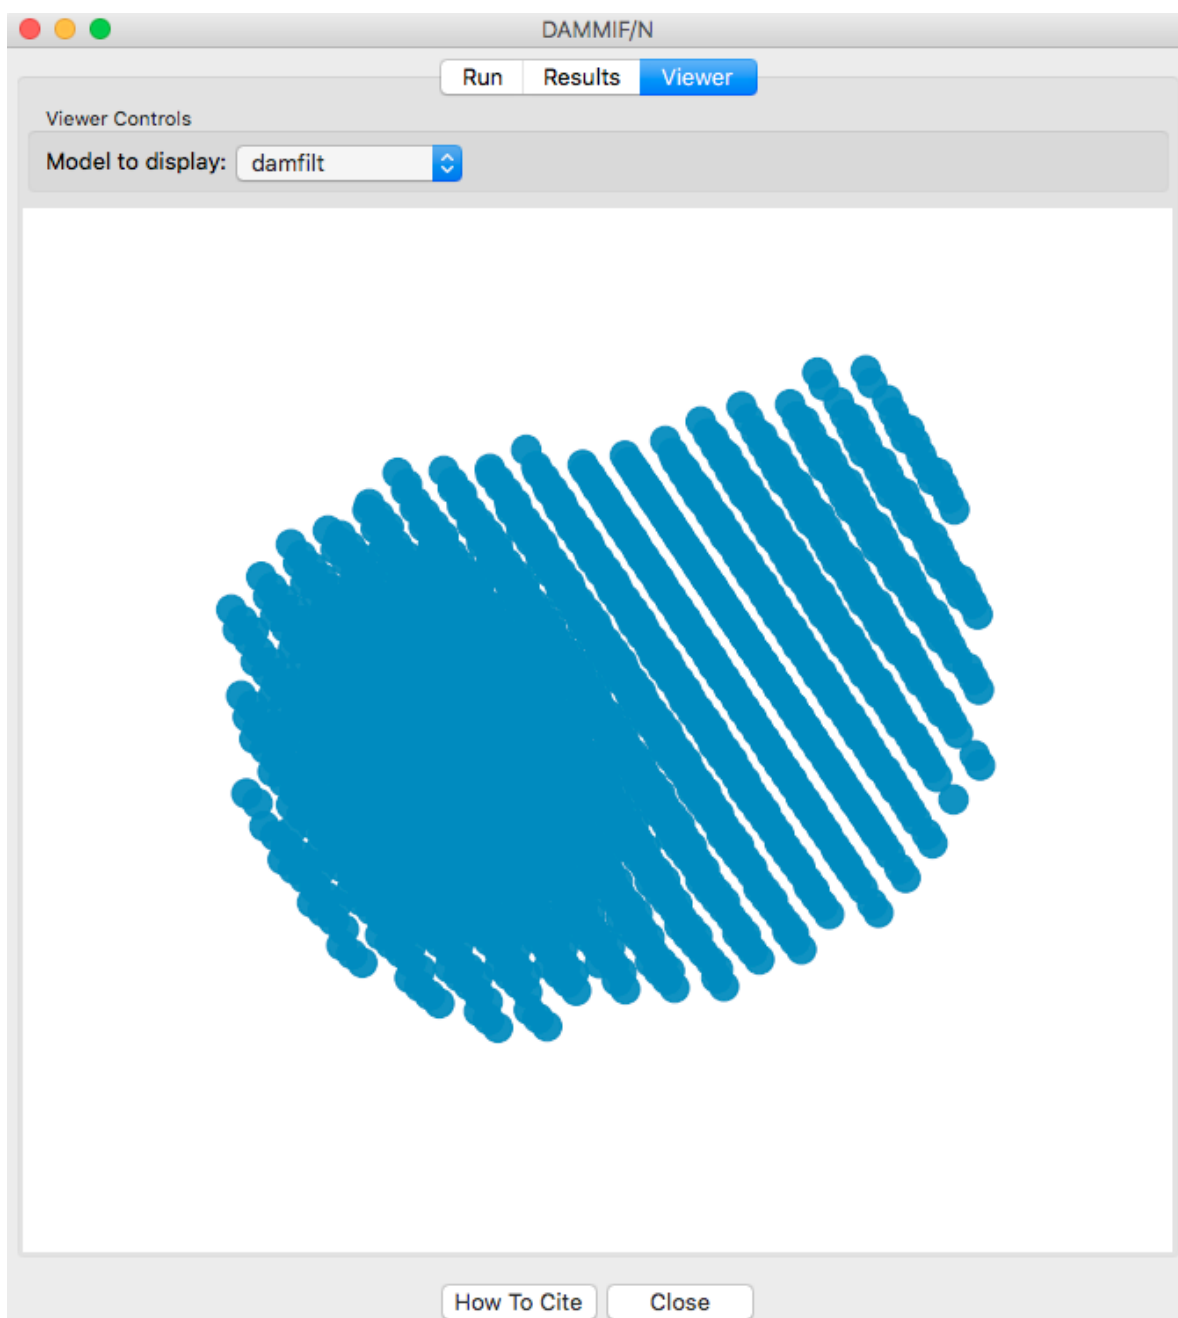 DAMMIF/N
Run Results Viewer
Viewer Controls
Model to display: damfilt
How To Cite Close